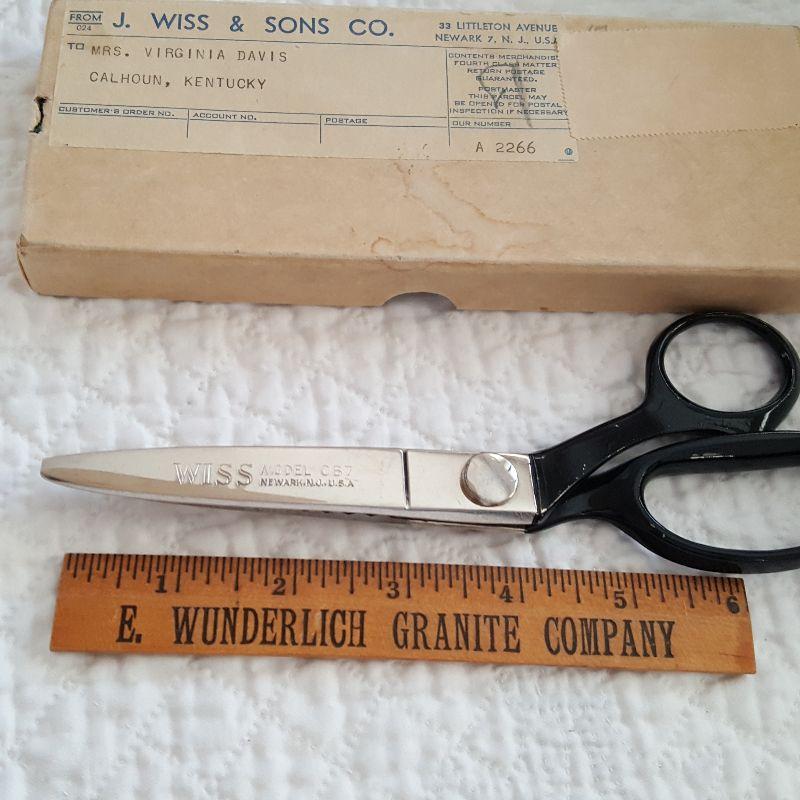 FROM
024
J. WISS & SONS CO.
33 LITTLETON AVENUE
NEWARK 7, N. J., U.S.A
TO
MRS. VIRGINIA DAVIS
CALHOUN, KENTUCKY
CONTENTS MERCHANDISE
FOURTH CLASS MATTER
RETURN POSTAGE
GUARANTEED.
POSTMASTER
THIS PARCEL MAY
BE OPENED FOR POSTAL
INSPECTION IF NECESSARY
CUSTOMER'S ORDER NO.
ACCOUNT NO.
POSTAGE
OUR NUMBER
A 2266
WISS MODEL CB7
NEWARK.N.J.,U.S.A
1 2 3 4 5 6
E. WUNDERLICH GRANITE COMPANY